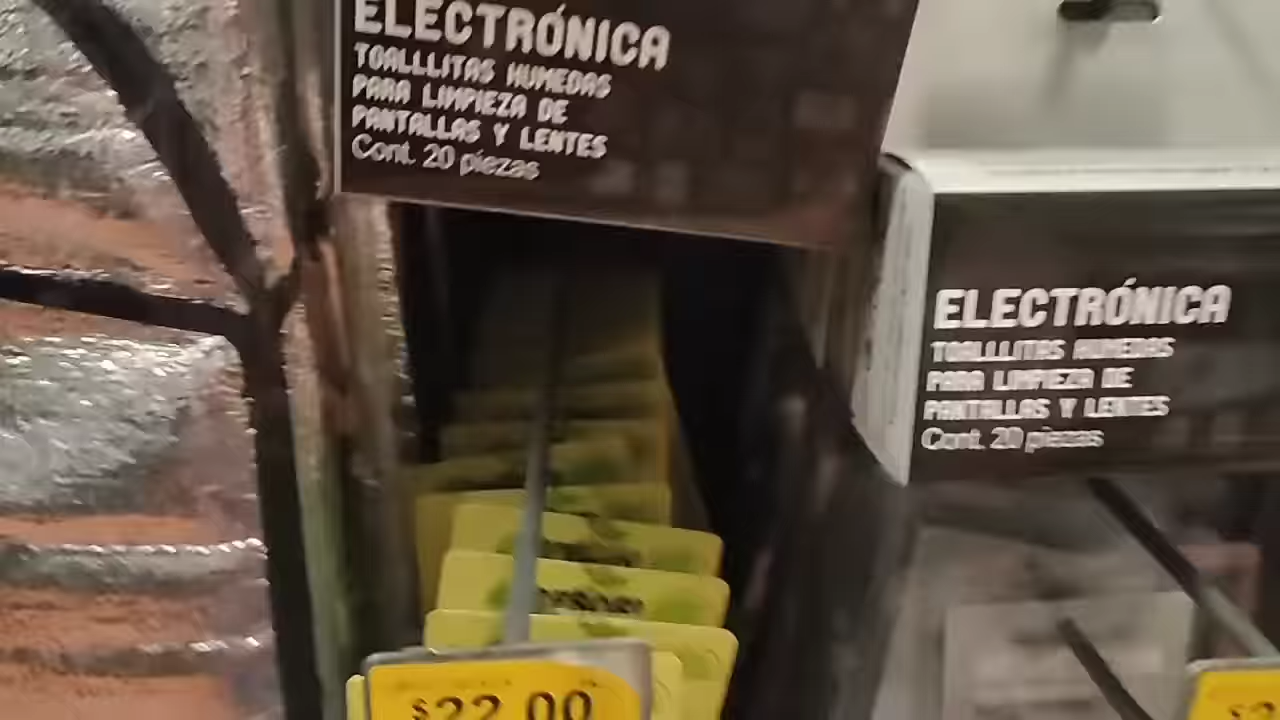 ELECTRÓNICA
TOALLLITAS HUMEDAS
PARA LIMPIEZA DE
PANTALLAS Y LENTES
Cont. 20 piezas
ELECTRÓNICA
TOALLLITAS HUMEDAS
PARA LIMPIEZA DE
PANTALLAS Y LENTES
Cont. 20 piezas
$22.00